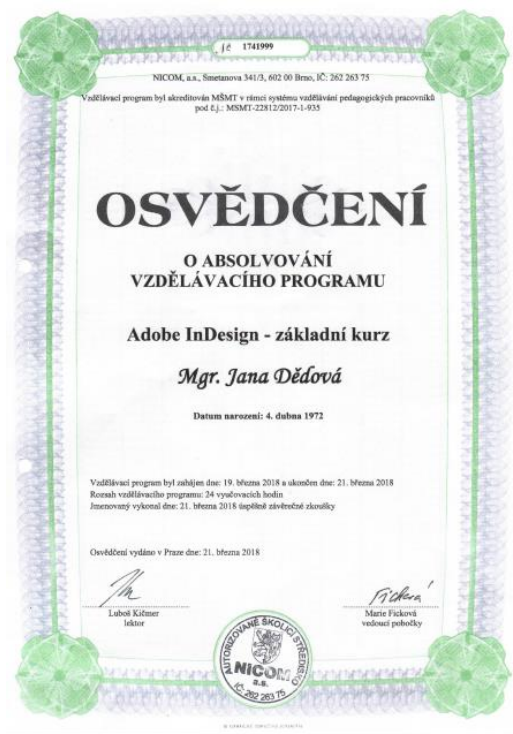 jč 1741999
NICOM, a.s., Smetanova 341/3, 602 00 Brno, IČ: 262 263 75
Vzdělávací program byl akreditován MŠMT v rámci systému vzdělávání pedagogických pracovníků
pod č.j.: MSMT-22812/2017-1-935
OSVĚDČENÍ
O ABSOLVOVÁNÍ
VZDĚLÁVACÍHO PROGRAMU
Adobe InDesign - základní kurz
Mgr. Jana Dědová
Datum narození: 4. dubna 1972
Vzdělávací program byl zahájen dne: 19. března 2018 a ukončen dne: 21. března 2018
Rozsah vzdělávacího programu: 24 vyučovacích hodin
Jmenovaný vykonal dne: 21. března 2018 úspěšně závěrečné zkoušky
Osvědčení vydáno v Praze dne: 21. března 2018
Ficková
Luboš Kičmer
lektor
Marie Ficková
vedoucí pobočky
AUTORIZOVANÉ ŠKOLICÍ STŘEDISKO
NICOM
a.s.
IČ: 262 263 75